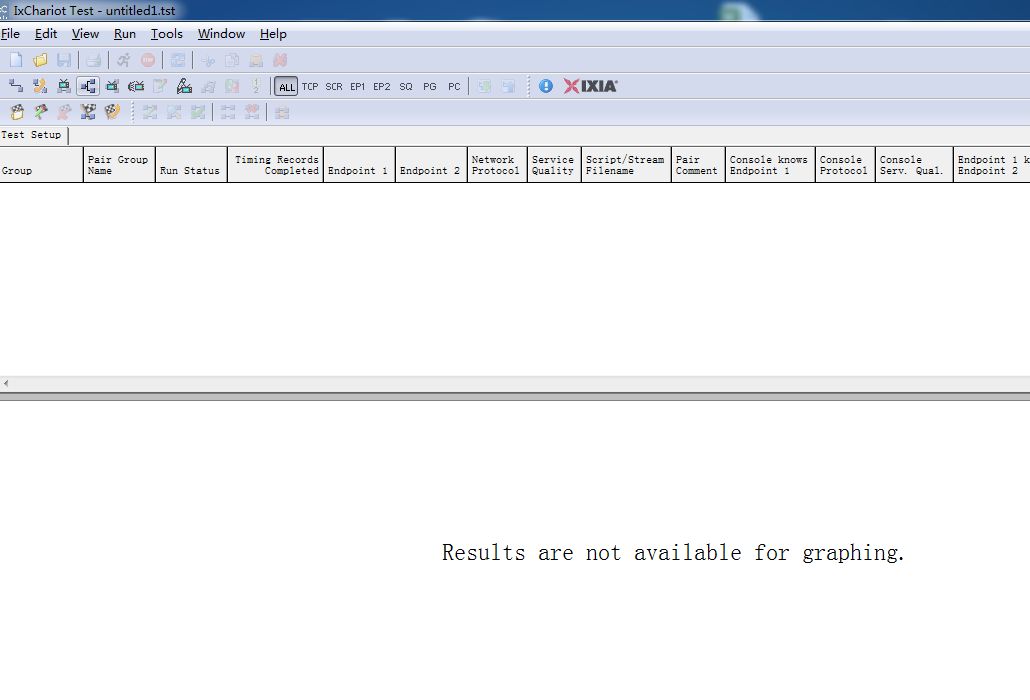 IxChariot Test - untitled1.tst
File Edit View Run Tools Window Help
ALL TCP SCR EP1 EP2 SQ PG PC IXIA
Test Setup
Group
Pair Group
Name
Run Status
Timing Records
Completed
Endpoint 1
Endpoint 2
Network
Protocol
Service
Quality
Script/Stream
Filename
Pair
Comment
Console knows
Endpoint 1
Console
Protocol
Console
Serv. Qual.
Endpoint 1 k
Endpoint 2
Results are not available for graphing.